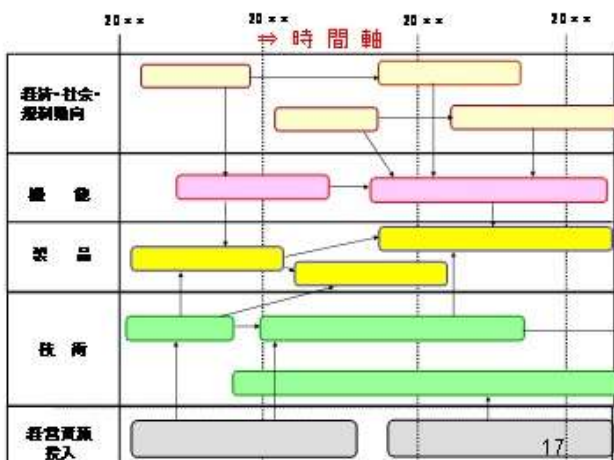 20××
20××
20××
20××
⇒ 時間軸
経済・社会・
規制動向
機 能
製 品
技 術
経営資源
投入
17